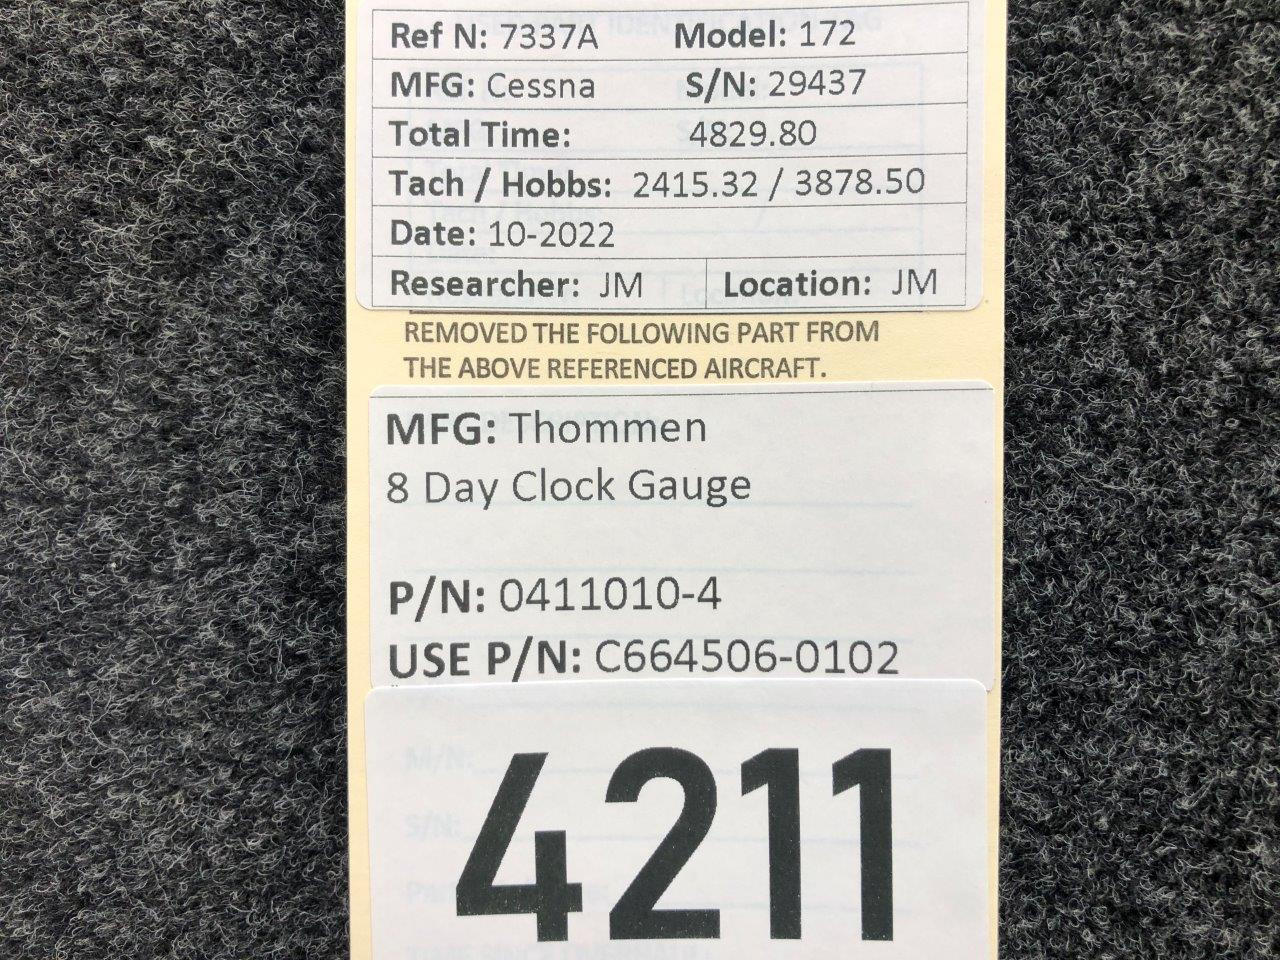 Ref N: 7337A Model: 172
MFG: Cessna S/N: 29437
Total Time: 4829.80
Tach / Hobbs: 2415.32 / 3878.50
Date: 10-2022
Researcher: JM Location: JM
REMOVED THE FOLLOWING PART FROM
THE ABOVE REFERENCED AIRCRAFT.
MFG: Thommen
8 Day Clock Gauge
P/N: 0411010-4
USE P/N: C664506-0102
M/N:
S/N:
4211